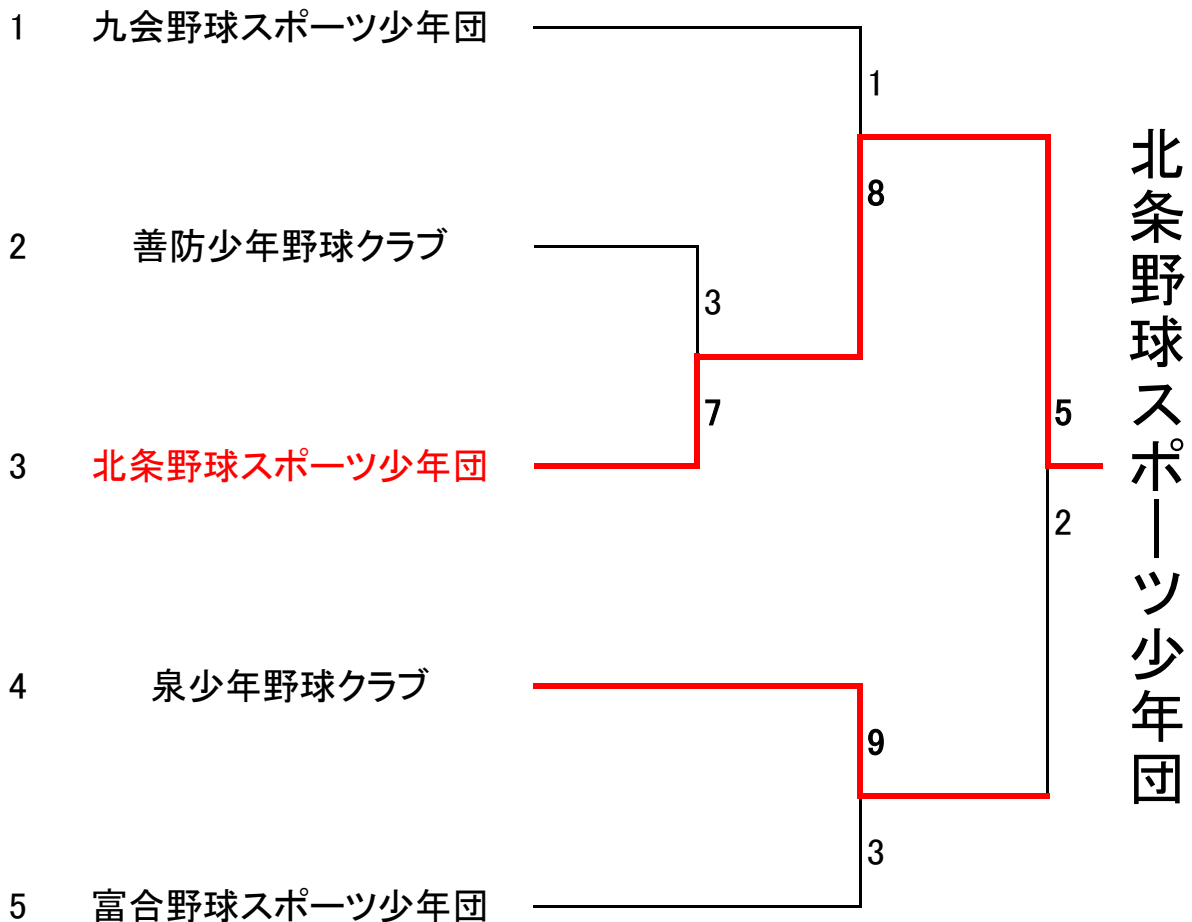 1 九会野球スポーツ少年団
1
8
2 善防少年野球クラブ
3
7
3 北条野球スポーツ少年団
5
2
4 泉少年野球クラブ
9
3
5 富合野球スポーツ少年団
北条野球スポーツ少年団